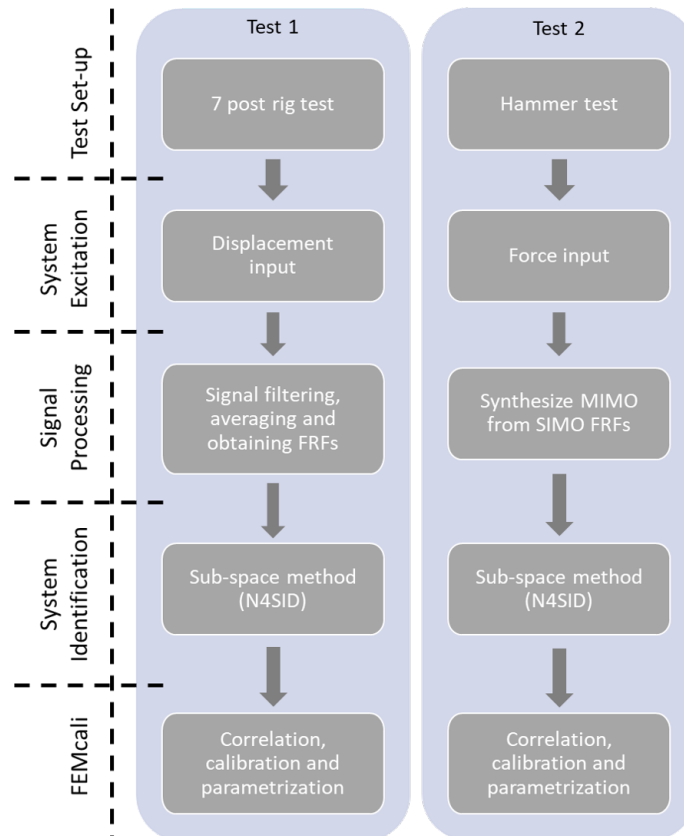 Test 1
Test 2
Test Set-up
7 post rig test
Hammer test
System
Excitation
Displacement
input
Force input
Signal
Processing
Signal filtering,
averaging and
obtaining FRFs
Synthesize MIMO
from SIMO FRFs
System
Identification
Sub-space method
(N4SID)
Sub-space method
(N4SID)
FEMcali
Correlation,
calibration and
parametrization
Correlation,
calibration and
parametrization